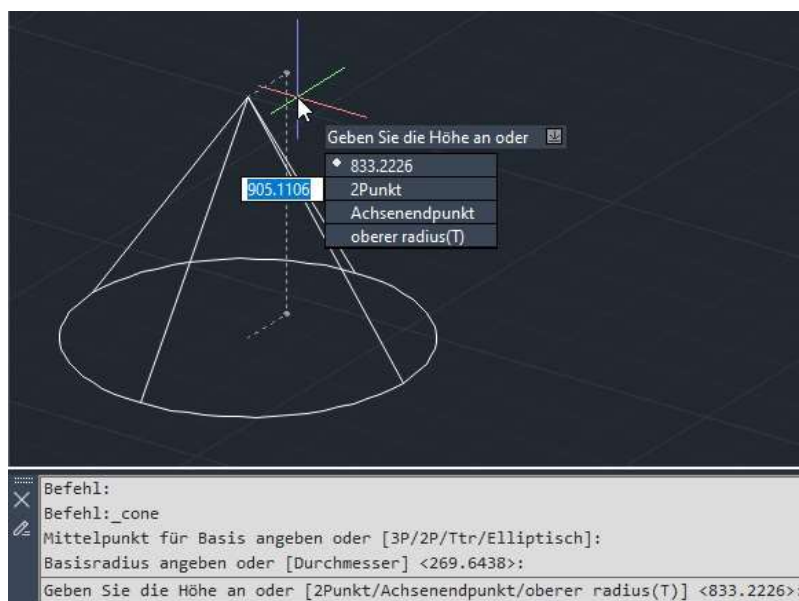 Geben Sie die Höhe an oder
833.2226
905.1106 2Punkt
Achsenendpunkt
oberer radius(T)
Befehl:
Befehl:_cone
Mittelpunkt für Basis angeben oder [3P/2P/Ttr/Elliptisch]:
Basisradius angeben oder [Durchmesser] <269.6438>:
Geben Sie die Höhe an oder [2Punkt/Achsenendpunkt/oberer radius(T)] <833.2226>: